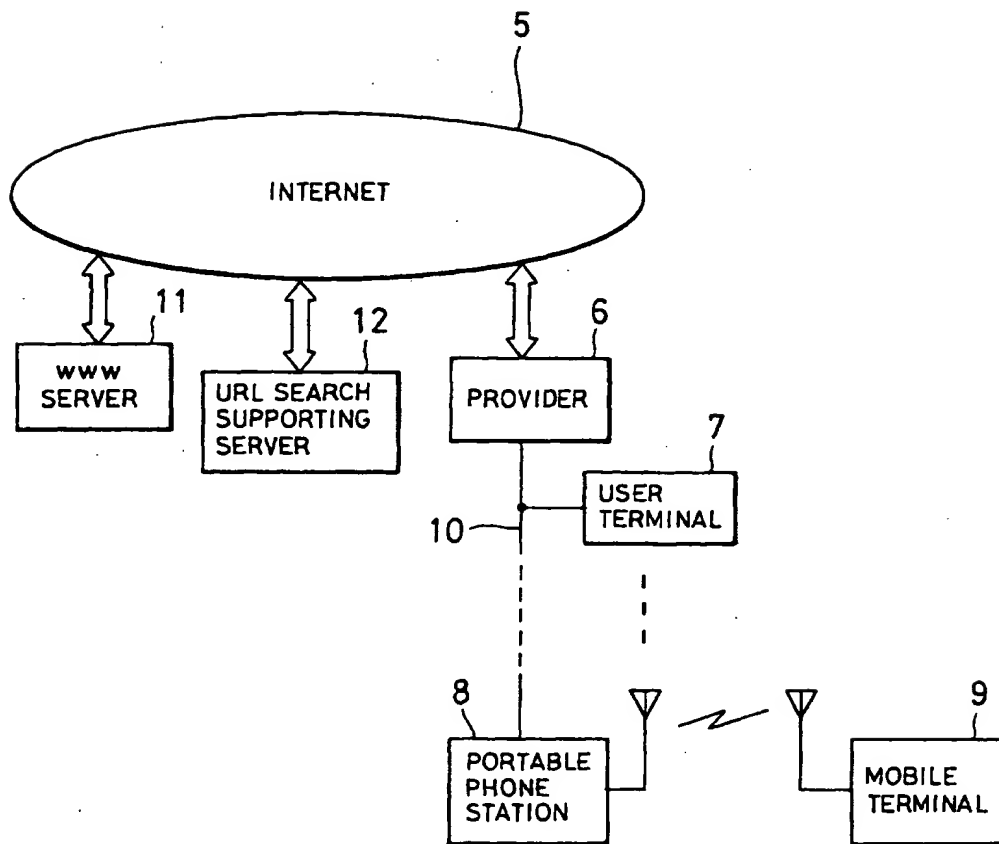 5
INTERNET
11
WWW
SERVER
12
URL SEARCH
SUPPORTING
SERVER
6
PROVIDER
7
USER
TERMINAL
10
8
PORTABLE
PHONE
STATION
9
MOBILE
TERMINAL